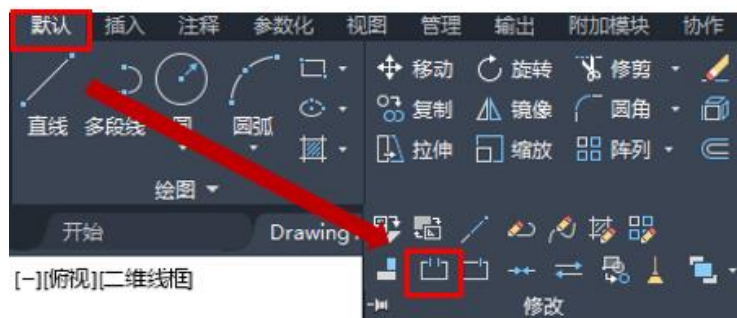 默认 插入 注释 参数化 视图 管理 输出 附加模块 协作
移动 旋转 修剪
复制 镜像 圆角
直线 多段线 圆 圆弧
拉伸 缩放 阵列
绘图
开始 Drawing
[−][俯视][二维线框]
修改